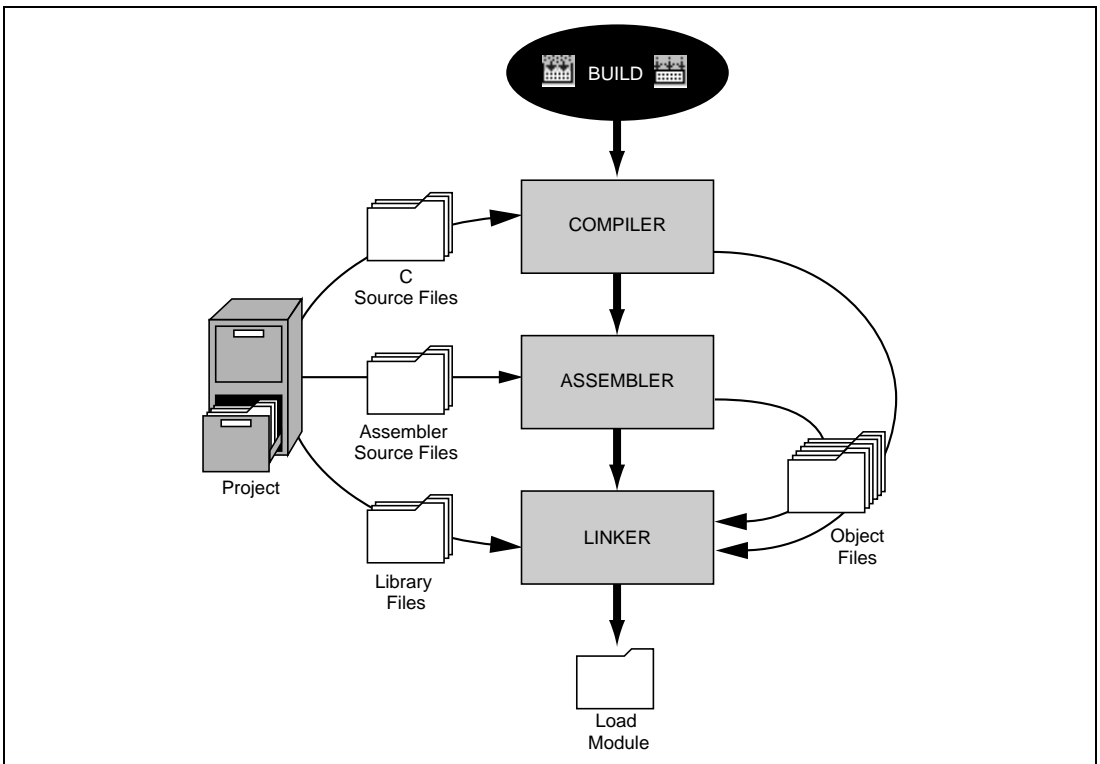 BUILD
COMPILER
C
Source Files
ASSEMBLER
Assembler
Source Files
Project
LINKER
Object
Files
Library
Files
Load
Module